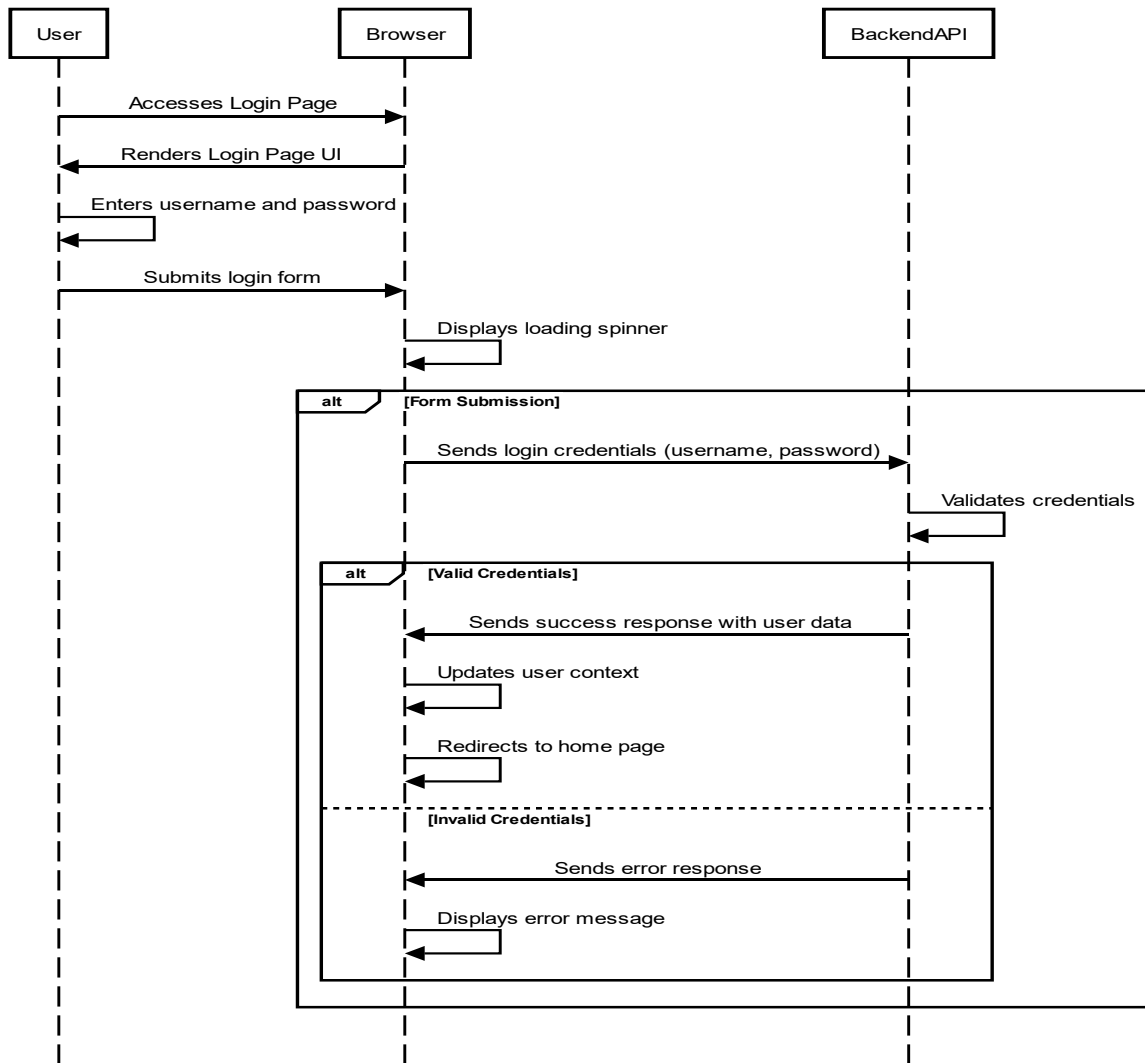 User
Browser
BackendAPI
Accesses Login Page
Renders Login Page UI
Enters username and password
Submits login form
Displays loading spinner
alt
[Form Submission]
Sends login credentials (username, password)
Validates credentials
alt
[Valid Credentials]
Sends success response with user data
Updates user context
Redirects to home page
[Invalid Credentials]
Sends error response
Displays error message